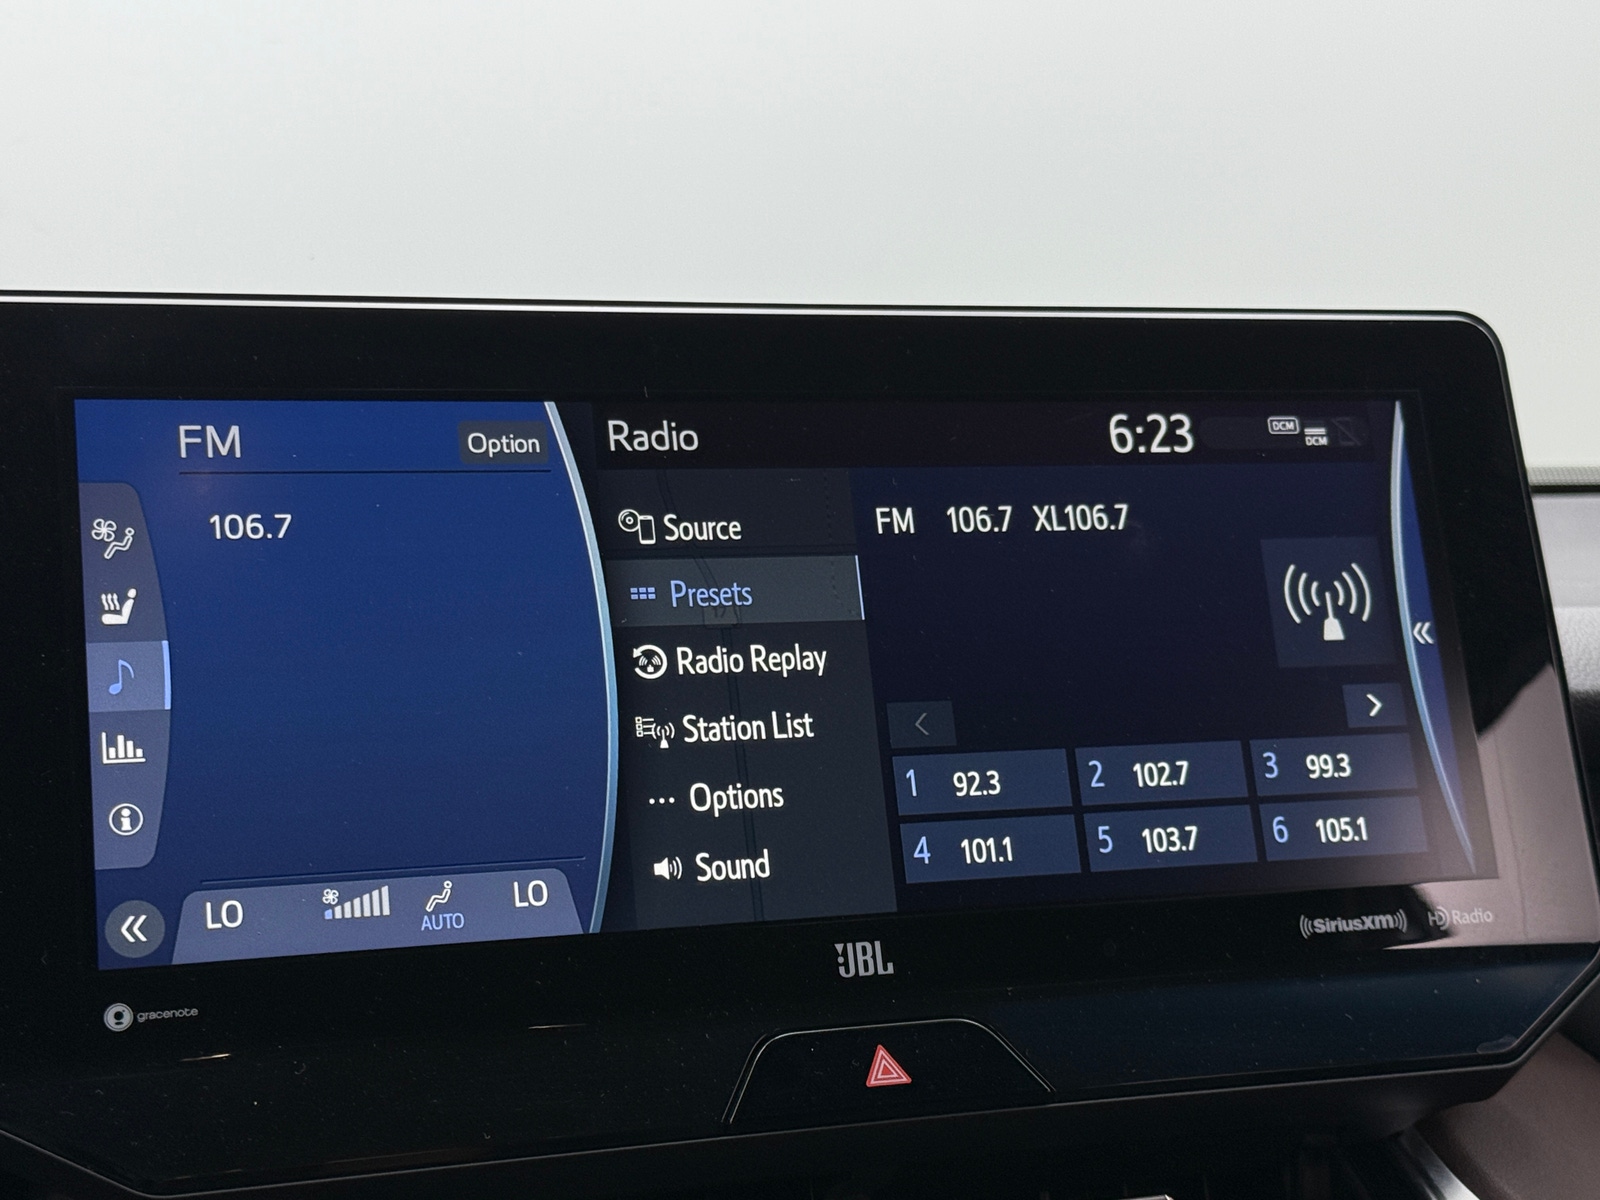 FM
Option
106.7
LO
AUTO
LO
Radio
6:23
DCM
DCM
Source
Presets
Radio Replay
Station List
Options
Sound
FM 106.7 XL106.7
1 92.3
2 102.7
3 99.3
4 101.1
5 103.7
6 105.1
gracenote
JBL
SiriusXM
HD Radio